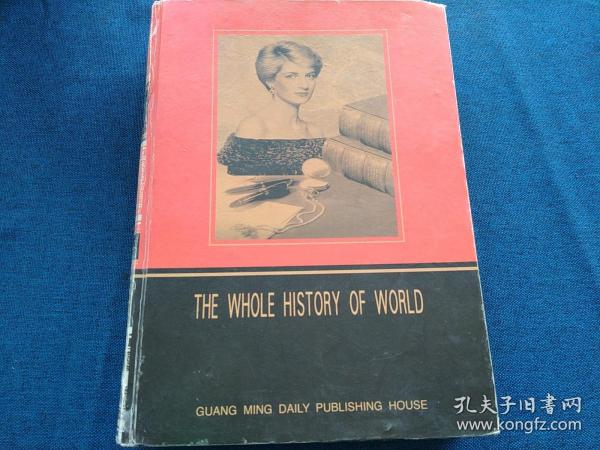 THE WHOLE HISTORY OF WORLD
GUANG MING DAILY PUBLISHING HOUSE
孔夫子旧书网
www.kongfz.com